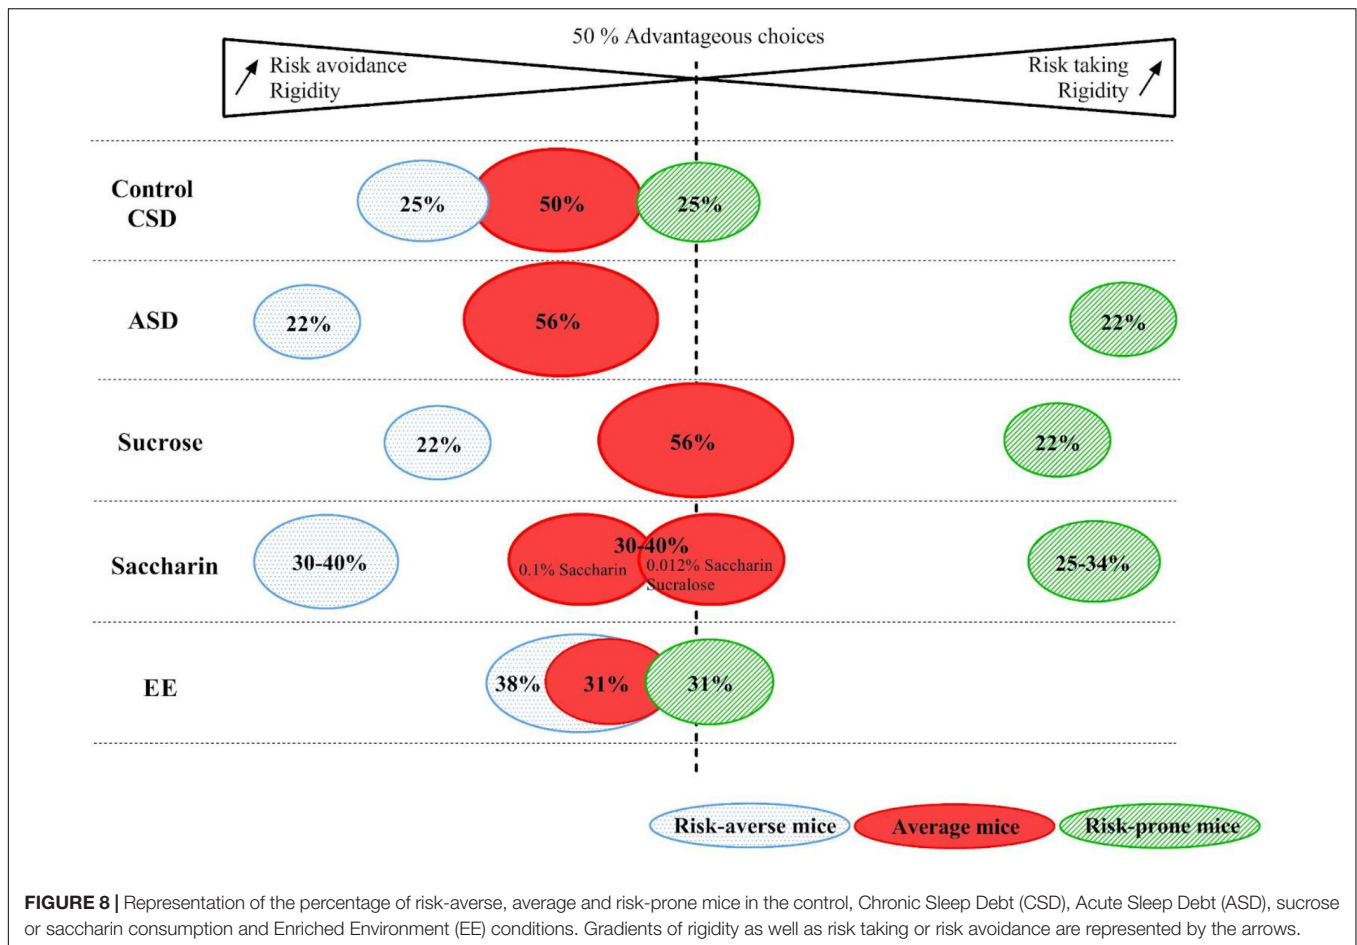 50 % Advantageous choices
Risk avoidance
Rigidity
Risk taking
Rigidity
Control
CSD
25%
50%
25%
ASD
22%
56%
22%
Sucrose
22%
56%
22%
Saccharin
30-40%
30-40%
0.1% Saccharin
0.012% Saccharin
Sucralose
25-34%
EE
38%
31%
31%
Risk-averse mice
Average mice
Risk-prone mice
FIGURE 8 | Representation of the percentage of risk-averse, average and risk-prone mice in the control, Chronic Sleep Debt (CSD), Acute Sleep Debt (ASD), sucrose
or saccharin consumption and Enriched Environment (EE) conditions. Gradients of rigidity as well as risk taking or risk avoidance are represented by the arrows.